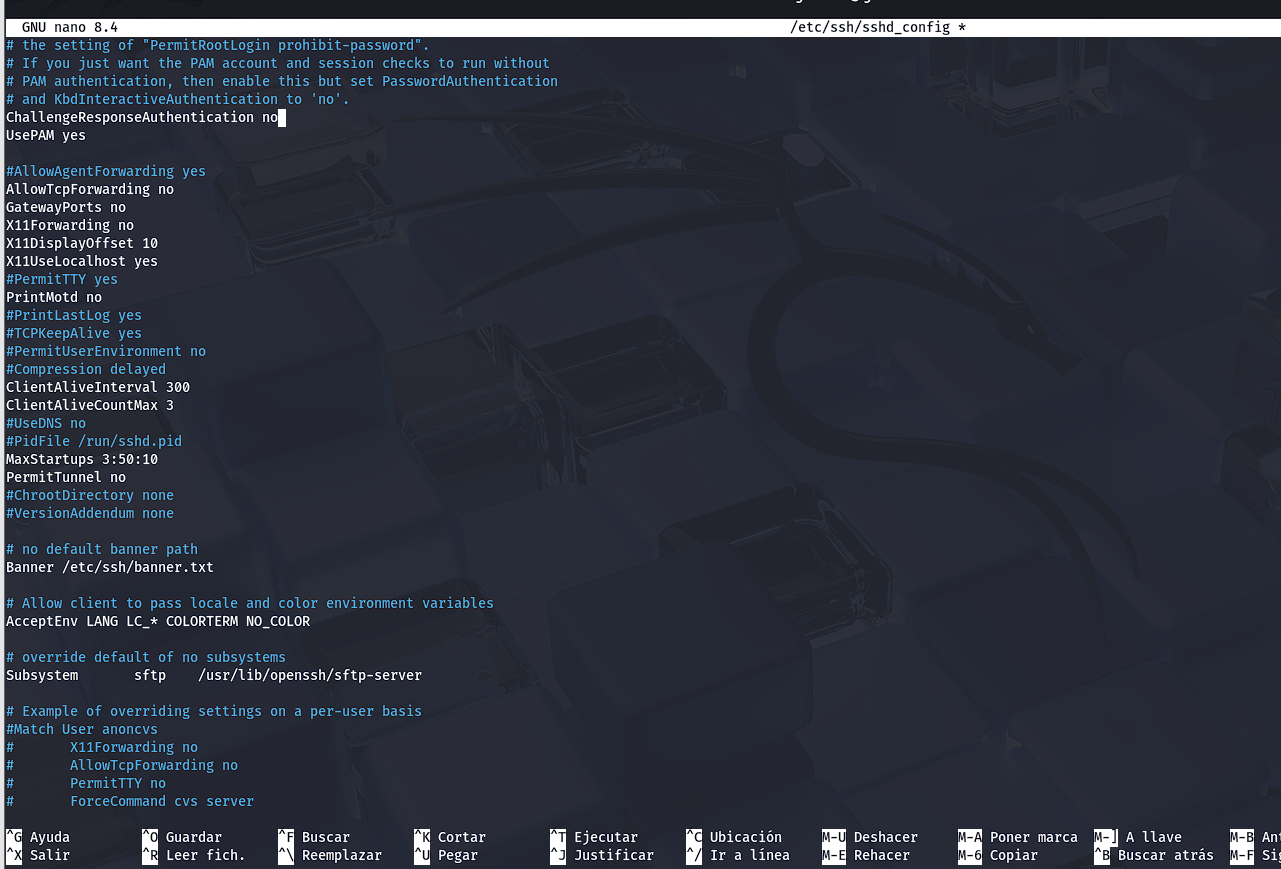 GNU nano 8.4 /etc/ssh/sshd_config *
# the setting of "PermitRootLogin prohibit-password".
# If you just want the PAM account and session checks to run without
# PAM authentication, then enable this but set PasswordAuthentication
# and KbdInteractiveAuthentication to 'no'.
ChallengeResponseAuthentication no
UsePAM yes
#AllowAgentForwarding yes
AllowTcpForwarding no
GatewayPorts no
X11Forwarding no
X11DisplayOffset 10
X11UseLocalhost yes
#PermitTTY yes
PrintMotd no
#PrintLastLog yes
#TCPKeepAlive yes
#PermitUserEnvironment no
#Compression delayed
ClientAliveInterval 300
ClientAliveCountMax 3
#UseDNS no
#PidFile /run/sshd.pid
MaxStartups 3:50:10
PermitTunnel no
#ChrootDirectory none
#VersionAddendum none
# no default banner path
Banner /etc/ssh/banner.txt
# Allow client to pass locale and color environment variables
AcceptEnv LANG LC_* COLORTERM NO_COLOR
# override default of no subsystems
Subsystem sftp /usr/lib/openssh/sftp-server
# Example of overriding settings on a per-user basis
#Match User anoncvs
# X11Forwarding no
# AllowTcpForwarding no
# PermitTTY no
# ForceCommand cvs server
^G Ayuda ^O Guardar ^F Buscar ^K Cortar ^T Ejecutar ^C Ubicación M-U Deshacer M-A Poner marca M-] A llave M-B
^X Salir ^R Leer fich. ^\ Reemplazar ^U Pegar ^J Justificar ^/ Ir a línea M-E Rehacer M-6 Copiar ^B Buscar atrás M-F